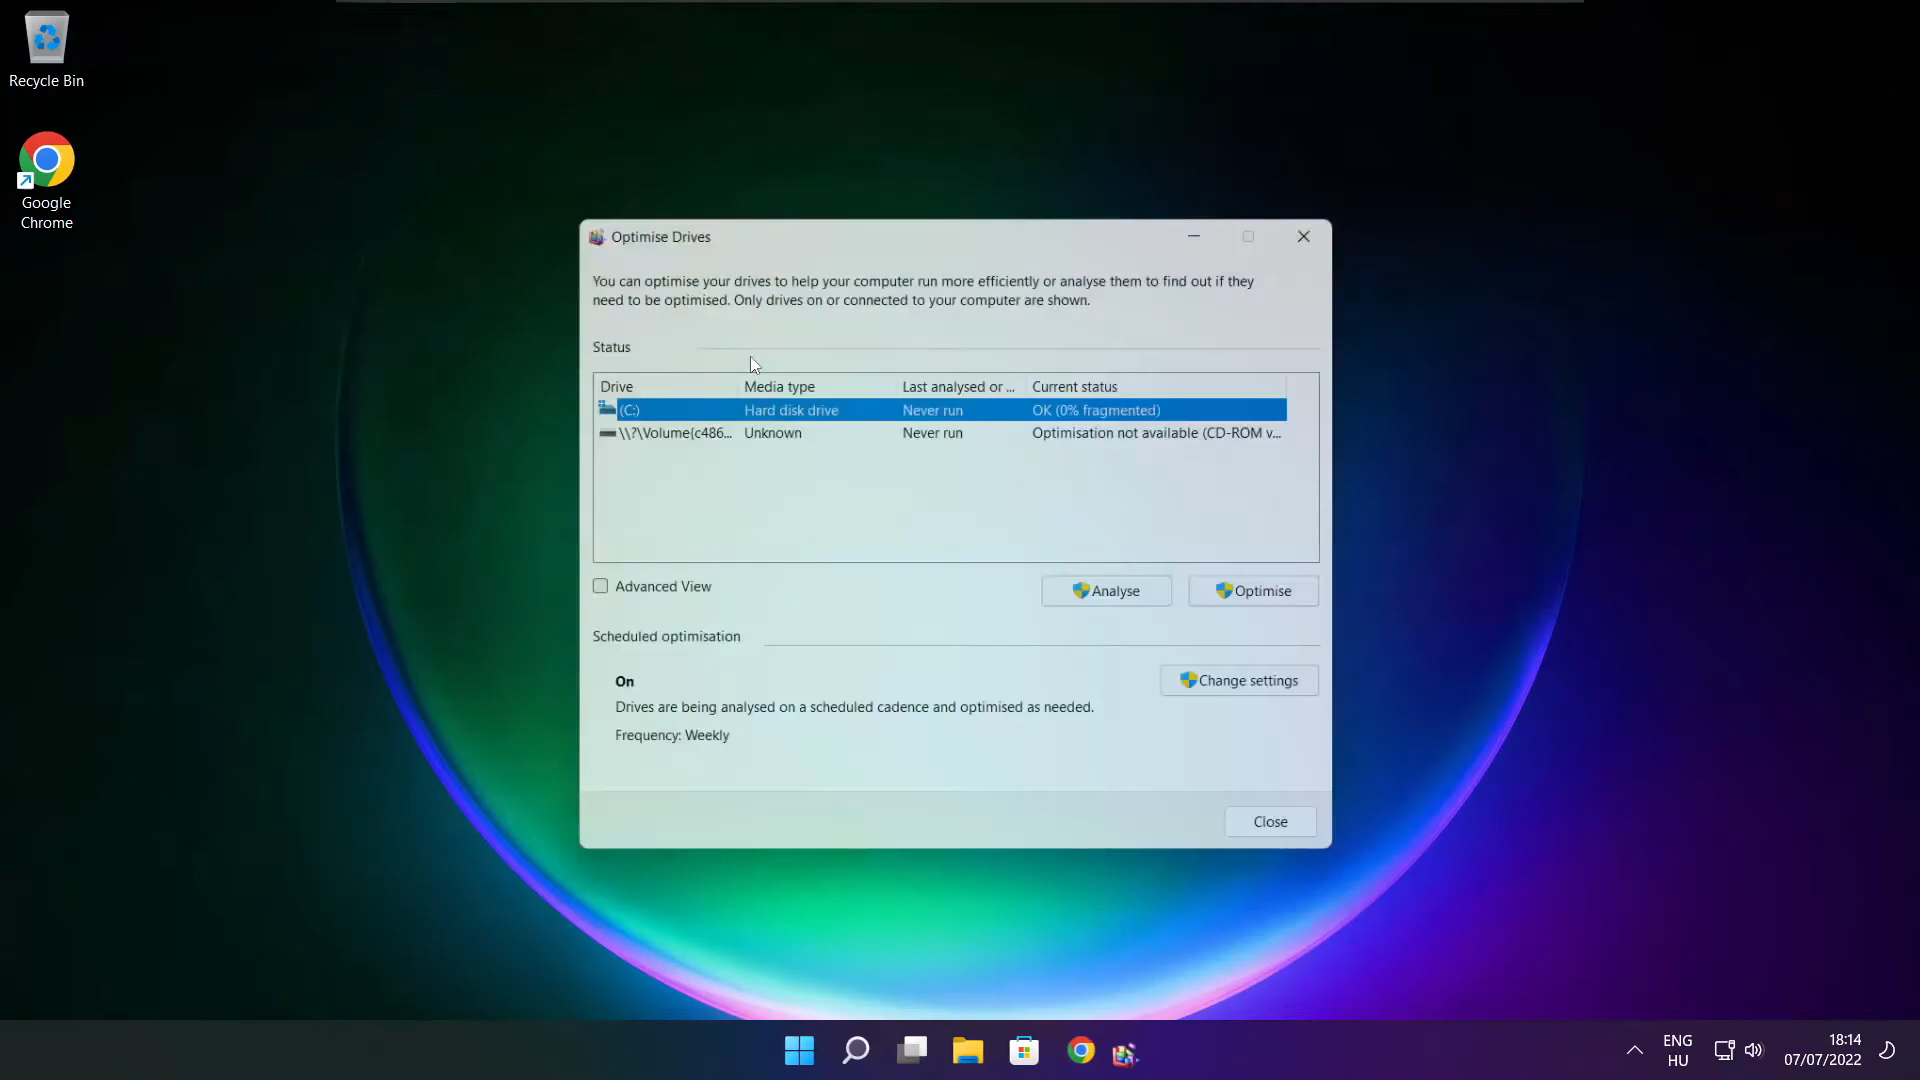 Recycle Bin
Google
Chrome
Optimise Drives
You can optimise your drives to help your computer run more efficiently or analyse them to find out if they
need to be optimised. Only drives on or connected to your computer are shown.
Status
Drive Media type Last analysed or ... Current status
(C:) Hard disk drive Never run OK (0% fragmented)
\\?\Volume{c486... Unknown Never run Optimisation not available (CD-ROM v...
Advanced View Analyse Optimise
Scheduled optimisation
On Change settings
Drives are being analysed on a scheduled cadence and optimised as needed.
Frequency: Weekly
Close
ENG
HU
18:14
07/07/2022